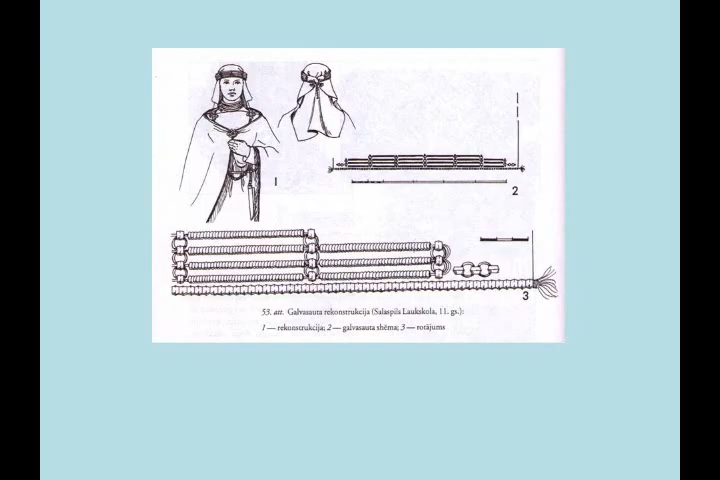 1
2
3
53. att. Galvasauta rekonstrukcija (Salaspils Laukskola, 11. gs.):
1 — rekonstrukcija; 2 — galvasauta shēma; 3 — rotājums